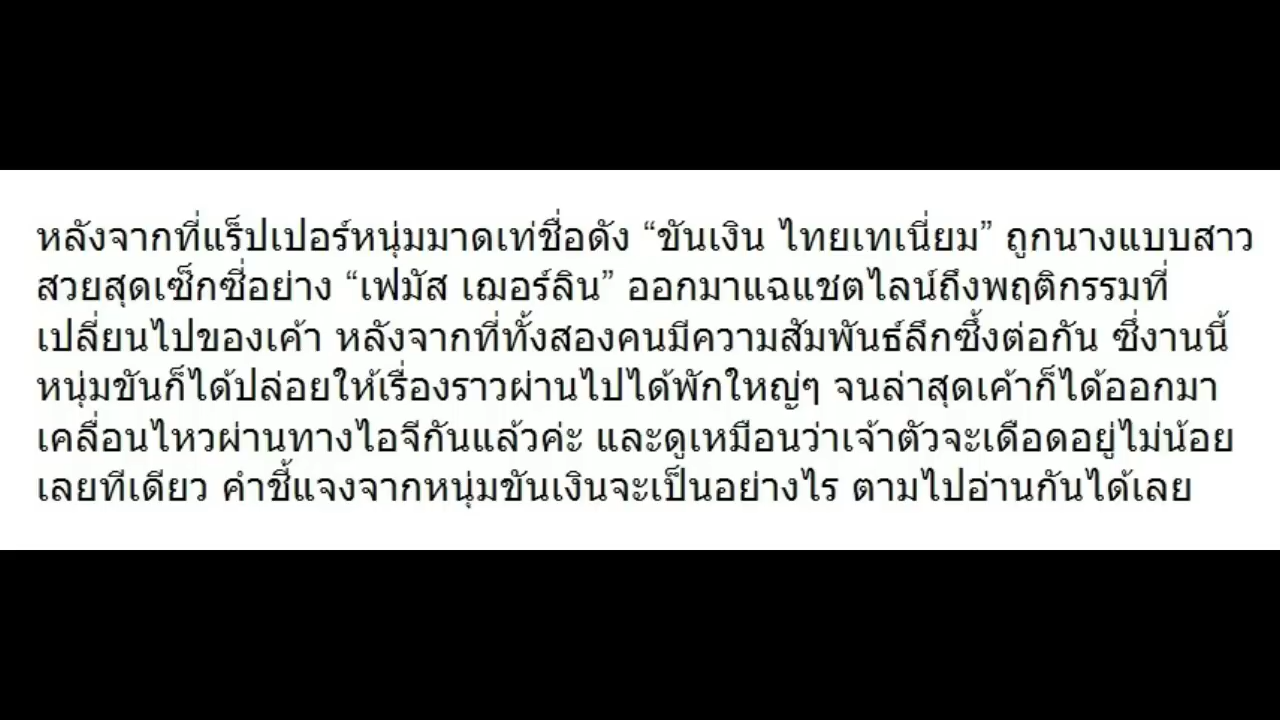 หลังจากที่แร็ปเปอร์หนุ่มมาดเท่ชื่อดัง “ขันเงิน ไทยเทเนี่ยม” ถูกนางแบบสาว
สวยสุดเซ็กซี่อย่าง “เฟมัส เฌอร์ลิน” ออกมาแฉแชตไลน์ถึงพฤติกรรมที่
เปลี่ยนไปของเค้า หลังจากที่ทั้งสองคนมีความสัมพันธ์ลึกซึ้งต่อกัน ซึ่งานนี้
หนุ่มขันก็ได้ปล่อยให้เรื่องราวผ่านไปได้พักใหญ่ๆ จนล่าสุดเค้าก็ได้ออกมา
เคลื่อนไหวผ่านทางไอจีกันแล้วค่ะ และดูเหมือนว่าเจ้าตัวจะเดือดอยู่ไม่น้อย
เลยทีเดียว คำชี้แจงจากหนุ่มขันเงินจะเป็นอย่างไร ตามไปอ่านกันได้เลย